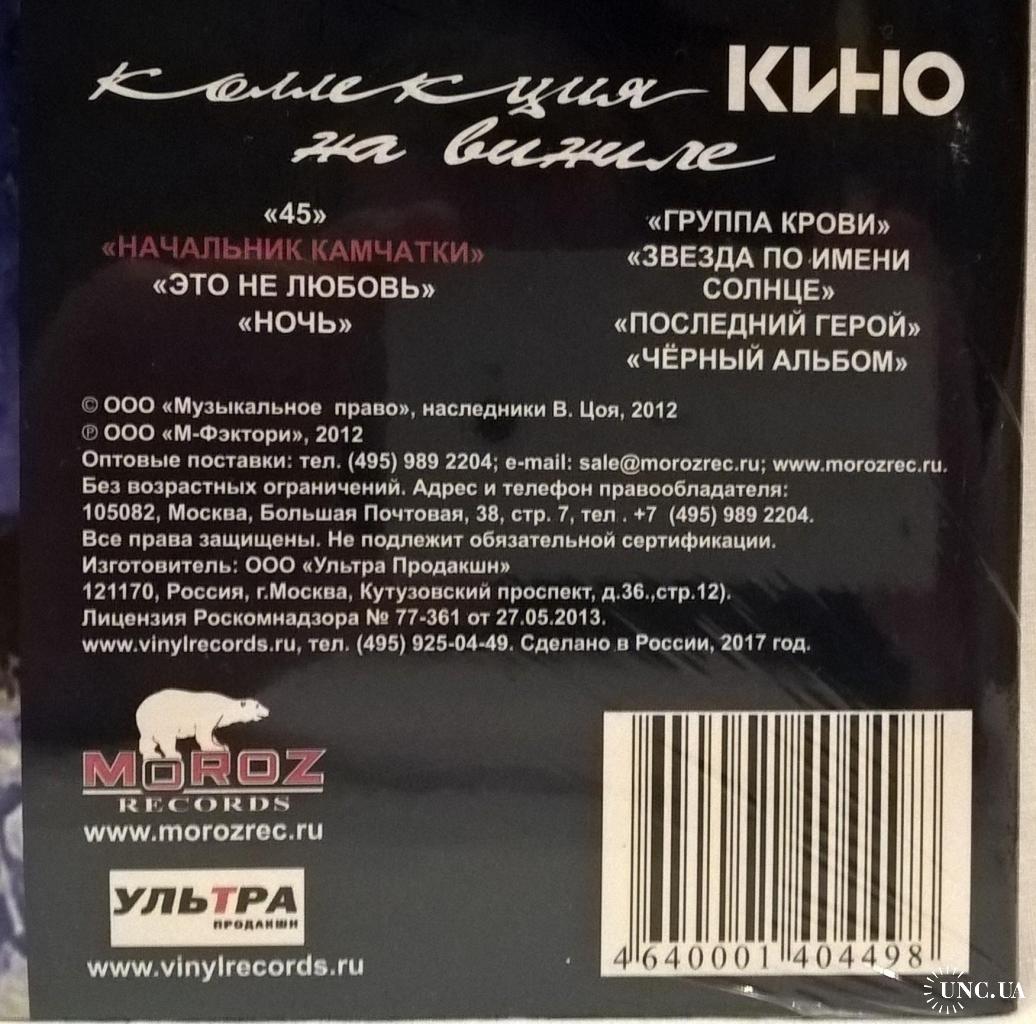 коллекция КИНО
на виниле
«45»
«НАЧАЛЬНИК КАМЧАТКИ»
«ЭТО НЕ ЛЮБОВЬ»
«НОЧЬ»
«ГРУППА КРОВИ»
«ЗВЕЗДА ПО ИМЕНИ
СОЛНЦЕ»
«ПОСЛЕДНИЙ ГЕРОЙ»
«ЧЁРНЫЙ АЛЬБОМ»
© ООО «Музыкальное право», наследники В. Цоя, 2012
℗ ООО «М-Фэктори», 2012
Оптовые поставки: тел. (495) 989 2204; e-mail: sale@morozrec.ru; www.morozrec.ru.
Без возрастных ограничений. Адрес и телефон правообладателя:
105082, Москва, Большая Почтовая, 38, стр. 7, тел . +7 (495) 989 2204.
Все права защищены. Не подлежит обязательной сертификации.
Изготовитель: ООО «Ультра Продакшн»
121170, Россия, г.Москва, Кутузовский проспект, д.36.,стр.12).
Лицензия Роскомнадзора № 77-361 от 27.05.2013.
www.vinylrecords.ru, тел. (495) 925-04-49. Сделано в России, 2017 год.
MOROZ
RECORDS
www.morozrec.ru
УЛЬТРА
ПРОДАКШН
www.vinylrecords.ru
4 640001 404498
UNC.UA